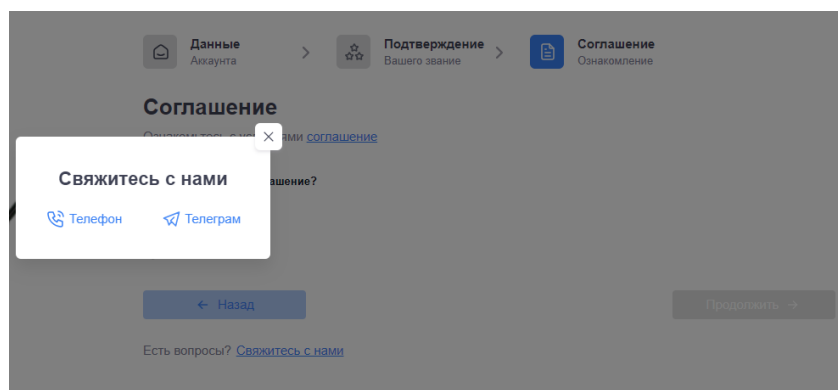 Данные
Аккаунта
Подтверждение
Вашего звание
Соглашение
Ознакомление
Соглашение
соглашение
Свяжитесь с нами
Телефон
Телеграм
← Назад
Продолжить →
Есть вопросы? Свяжитесь с нами